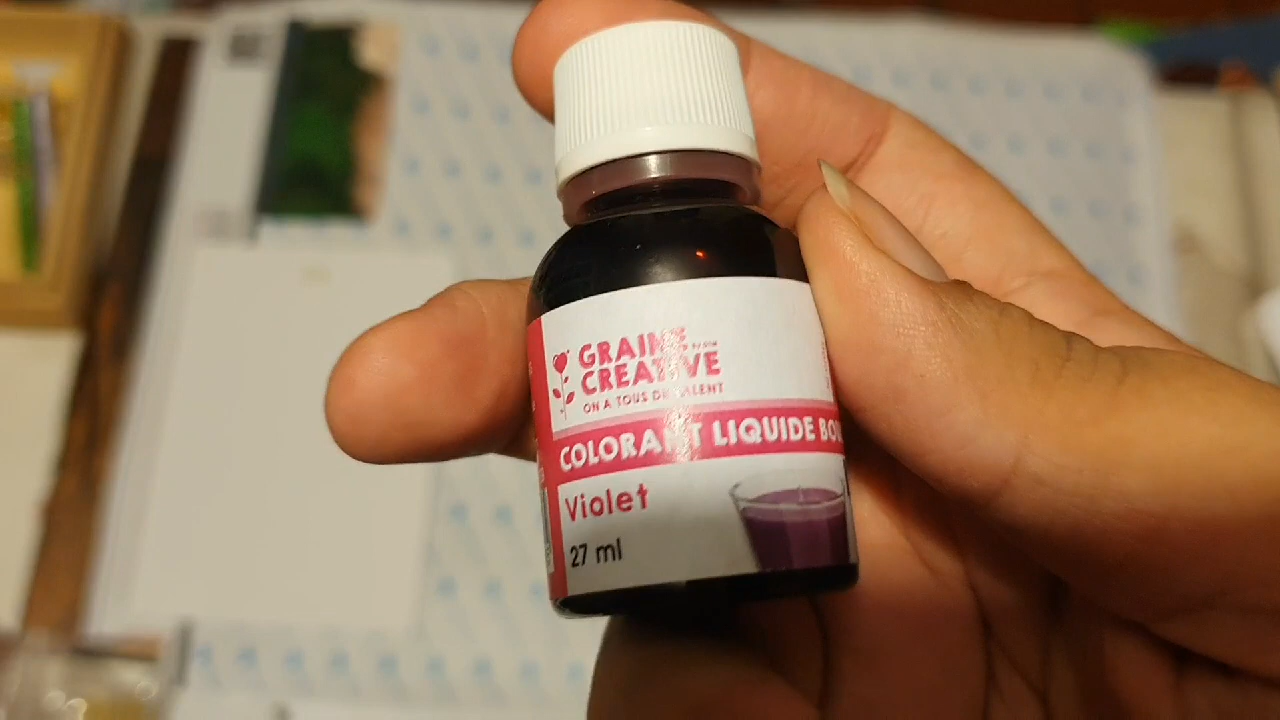 GRAINE
CREATIVE
ON A TOUS DU TALENT
COLORANT LIQUIDE
Violet
27 ml